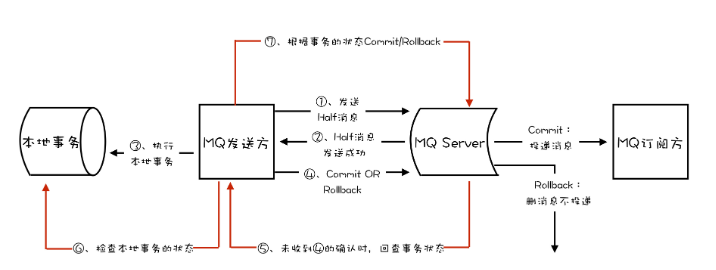 ⑦、根据事务的状态Commit/Rollback
①、发送
Half消息
本地事务
③、执行
本地事务
MQ发送方
②、Half消息
发送成功
MQ Server
Commit：
投递消息
MQ订阅方
④、Commit OR
Rollback
Rollback：
删消息不投递
⑥、检查本地事务的状态
⑤、未收到④的确认时，回查事务状态